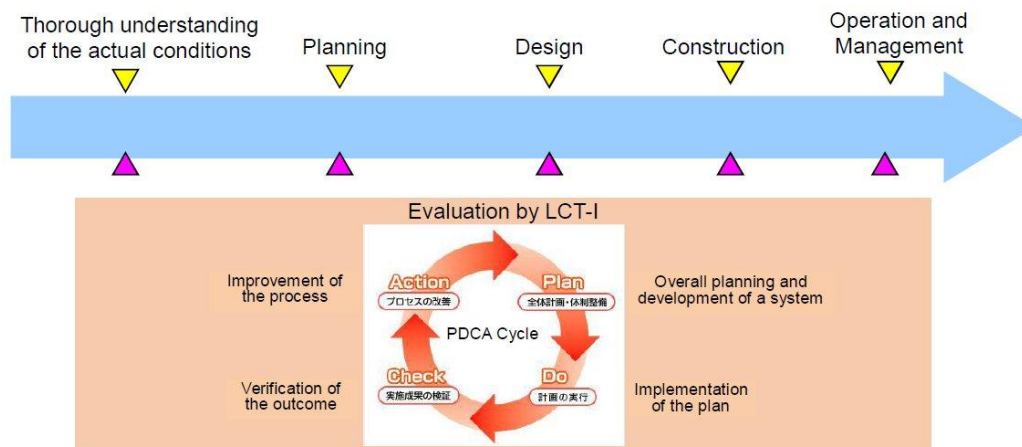 Thorough understanding
of the actual conditions
Planning
Design
Construction
Operation and
Management
Evaluation by LCT-I
Improvement of
the process
Action
プロセスの改善
Plan
全体計画・体制整備
Overall planning and
development of a system
PDCA Cycle
Verification of
the outcome
Check
実施成果の検証
Do
計画の実行
Implementation
of the plan